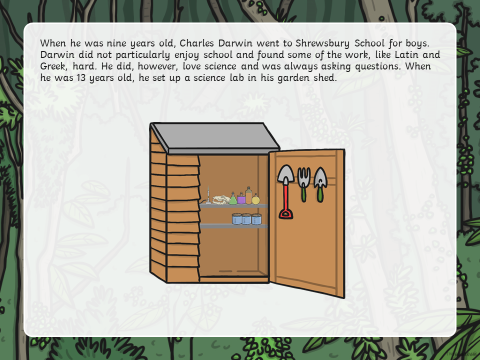 When he was nine years old, Charles Darwin went to Shrewsbury School for boys.
Darwin did not particularly enjoy school and found some of the work, like Latin and
Greek, hard. He did, however, love science and was always asking questions. When
he was 13 years old, he set up a science lab in his garden shed.